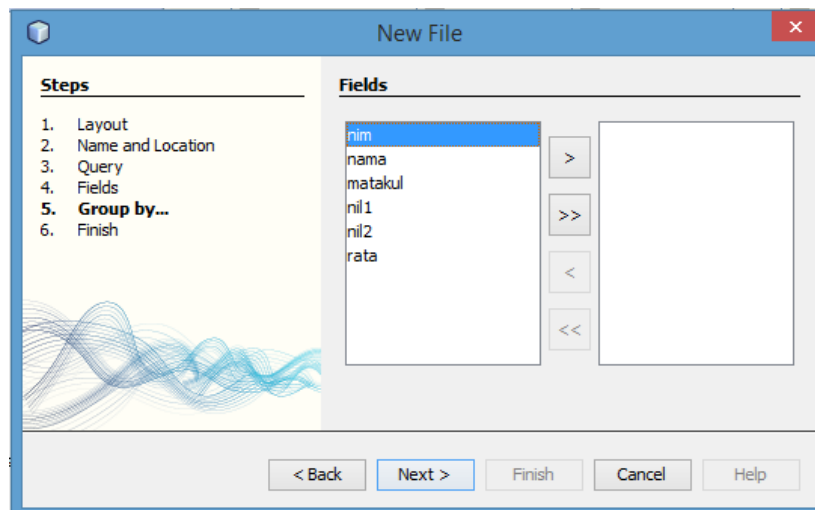 New File
Steps
1. Layout
2. Name and Location
3. Query
4. Fields
5. Group by...
6. Finish
Fields
nim
nama
matakul
nil1
nil2
rata
>
>>
<
<<
< Back
Next >
Finish
Cancel
Help